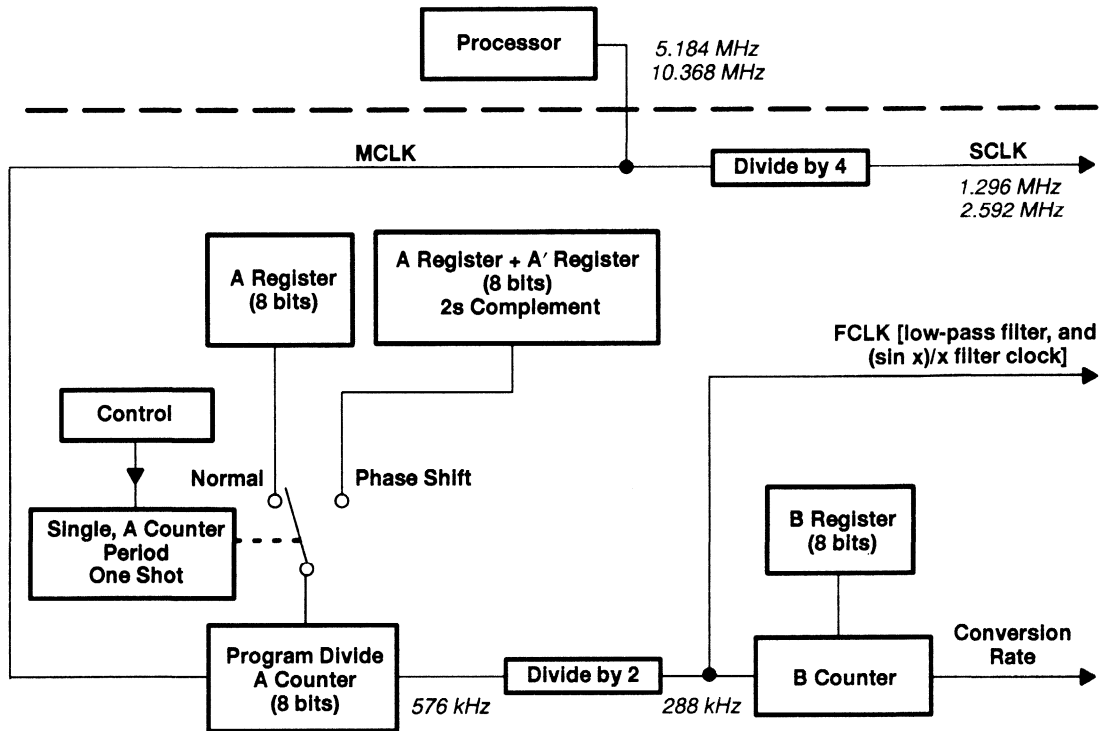 Processor
5.184 MHz
10.368 MHz
MCLK
Divide by 4
SCLK
1.296 MHz
2.592 MHz
A Register
(8 bits)
A Register + A′ Register
(8 bits)
2s Complement
FCLK [low-pass filter, and
(sin x)/x filter clock]
Control
Normal
Phase Shift
Single, A Counter
Period
One Shot
B Register
(8 bits)
Program Divide
A Counter
(8 bits)
576 kHz
Divide by 2
288 kHz
B Counter
Conversion
Rate